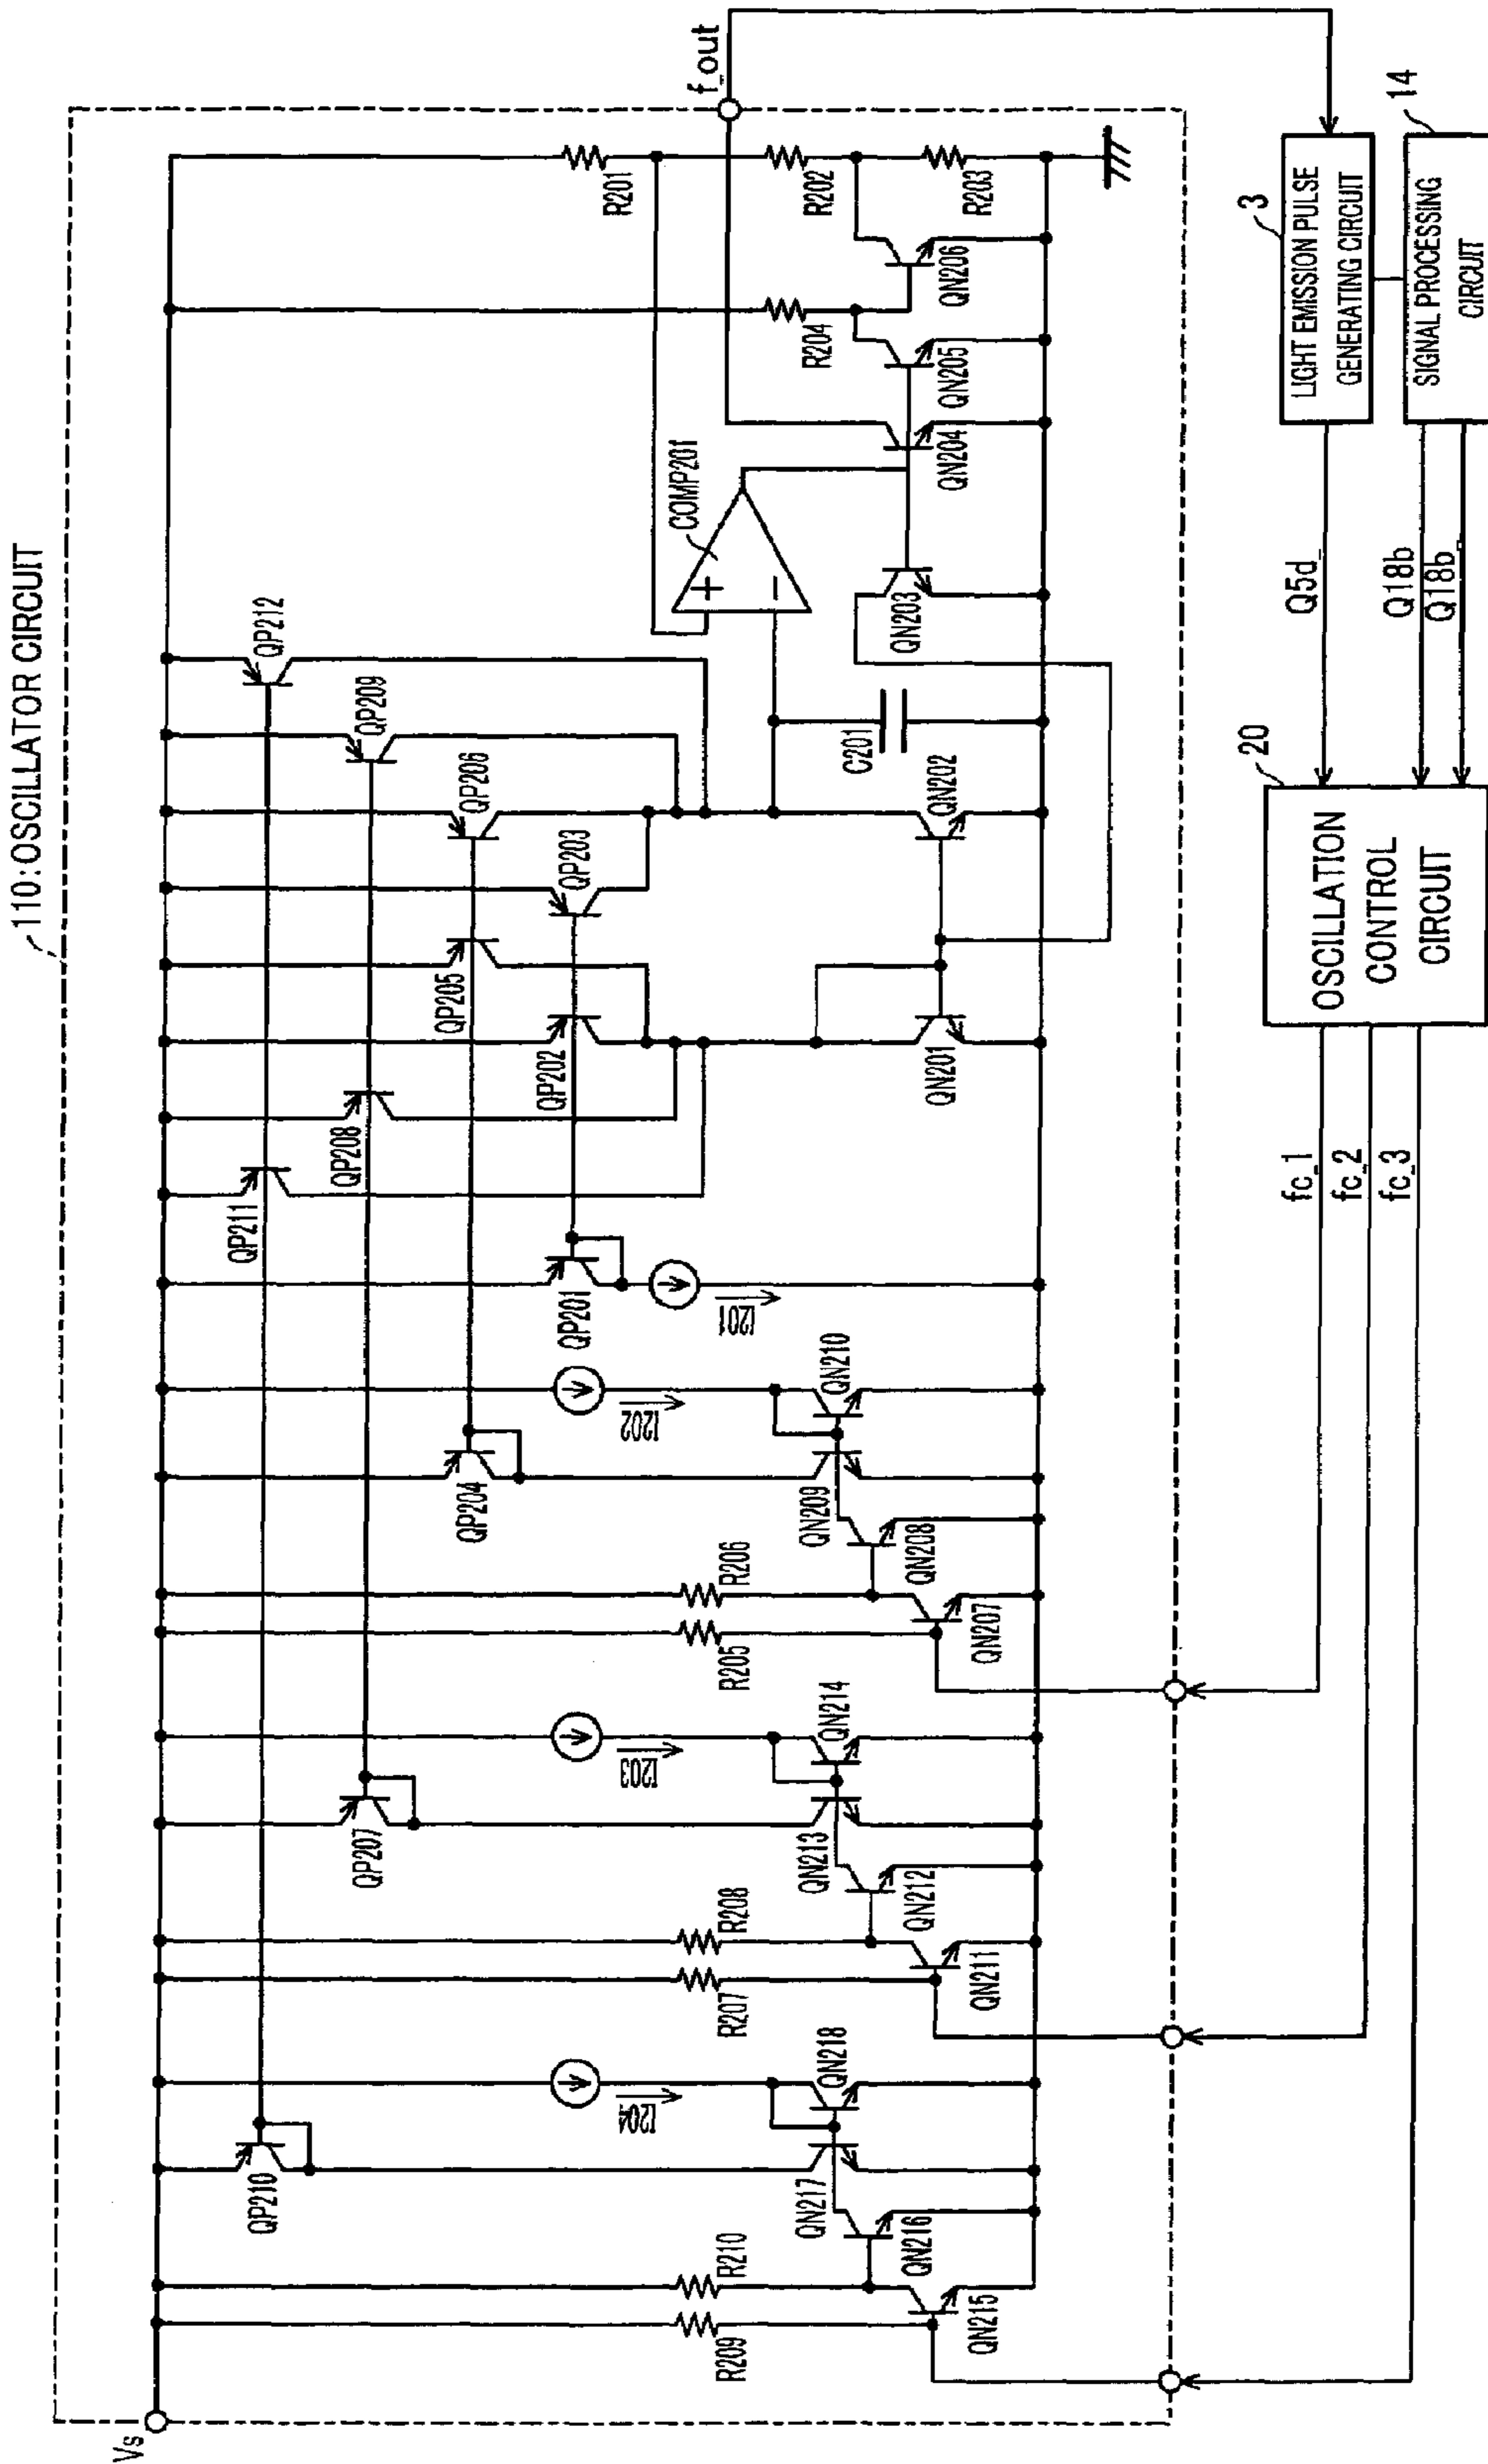 110:OSCILLATOR CIRCUIT
Vs
f_out
QP210
QP207
QP204
QP201
QP211
QP208
QP205
QP202
QP203
QP206
QP209
QP212
R201
R202
R203
R204
COMP201
C201
I204
I203
I202
I201
R209
R210
QN215
QN216
QN217
QN218
R207
R208
QN211
QN212
QN213
QN214
R205
R206
QN207
QN208
QN209
QN210
QN201
QN202
QN203
QN204
QN205
QN206
+
−
fc_1
fc_2
fc_3
20
OSCILLATION
CONTROL
CIRCUIT
Q5d
Q18b
Q18b
3
LIGHT EMISSION PULSE
GENERATING CIRCUIT
14
SIGNAL PROCESSING
CIRCUIT